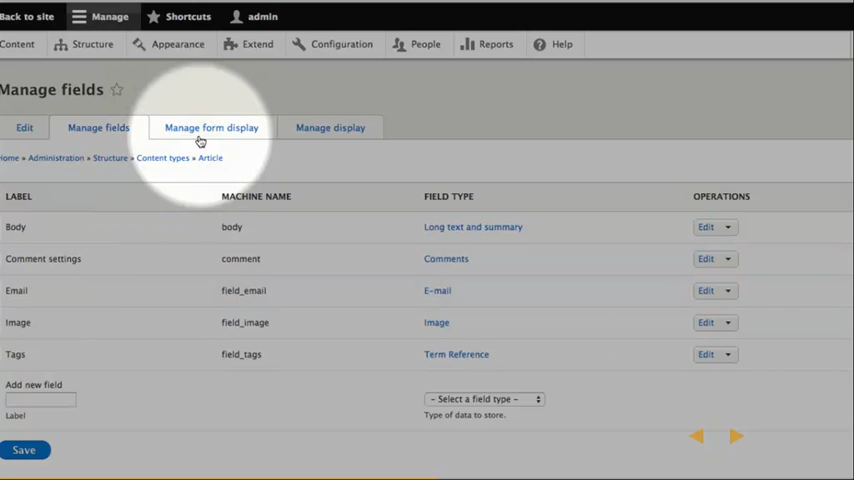 Back to site Manage Shortcuts admin
Content Structure Appearance Extend Configuration People Reports Help
Manage fields
Edit Manage fields Manage form display Manage display
Home » Administration » Structure » Content types » Article
LABEL MACHINE NAME FIELD TYPE OPERATIONS
Body body Long text and summary Edit
Comment settings comment Comments Edit
Email field_email E-mail Edit
Image field_image Image Edit
Tags field_tags Term Reference Edit
Add new field
- Select a field type -
Label Type of data to store.
Save